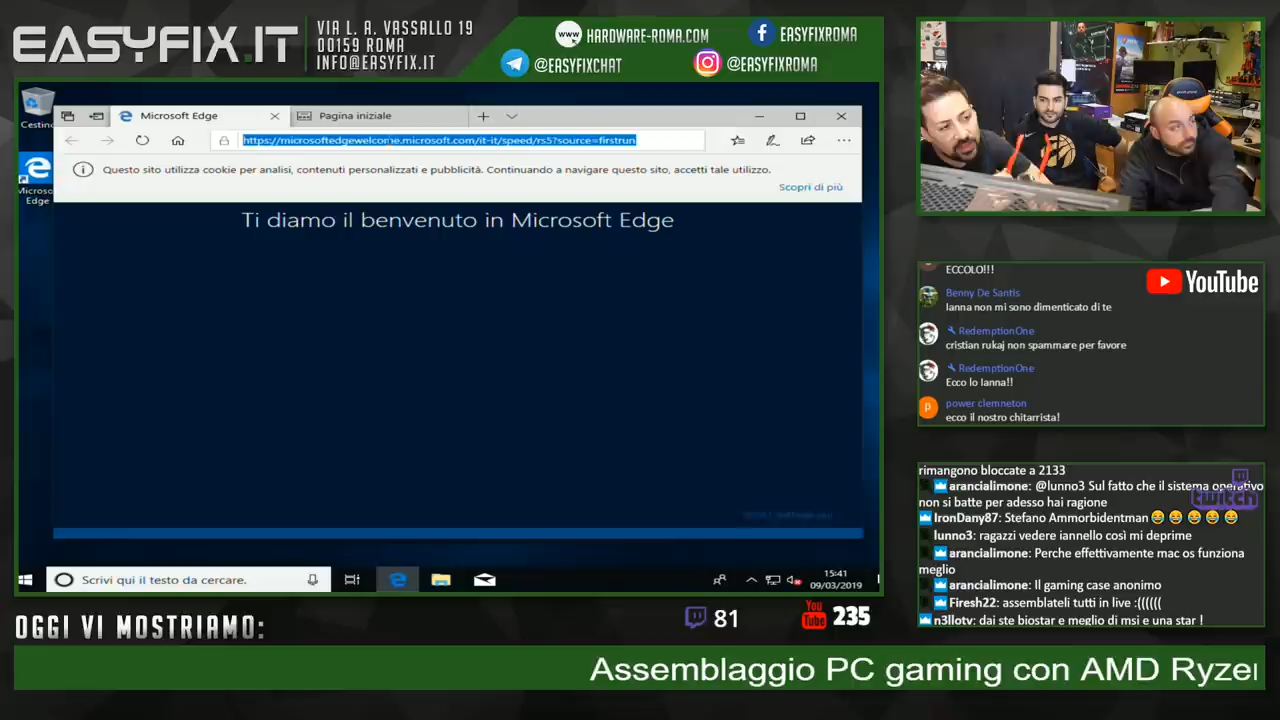 EASYFIX.IT
VIA L. A. VASSALLO 19
00159 ROMA
INFO@EASYFIX.IT
www HARDWARE-ROMA.COM
EASYFIXROMA
@EASYFIXCHAT
@EASYFIXROMA
Cestino
Microsoft Edge
Pagina iniziale
https://microsoftedgewelcome.microsoft.com/it-it/speed/rs5?source=firstrun
Questo sito utilizza cookie per analisi, contenuti personalizzati e pubblicità. Continuando a navigare questo sito, accetti tale utilizzo.
Scopri di più
Edge
Ti diamo il benvenuto in Microsoft Edge
Scrivi qui il testo da cercare.
15:41
09/03/2019
ECCOLO!!!
YouTube
Benny De Santis
Ianna non mi sono dimenticato di te
RedemptionOne
cristian rukaj non spammare per favore
RedemptionOne
Ecco lo Ianna!!
P
power clemneton
ecco il nostro chitarrista!
rimangono bloccate a 2133
arancialimone: @lunno3 Sul fatto che il sistema operativo
non si batte per adesso hai ragione
twitch
IronDany87: Stefano Ammorbidentman 😂 😂 😂 😂 😂
lunno3: ragazzi vedere iannello così mi deprime
arancialimone: Perche effettivamente mac os funziona
meglio
arancialimone: Il gaming case anonimo
Firesh22: assemblateli tutti in live :((((((
n3llotv: dai ste biostar e meglio di msi e una star !
OGGI VI MOSTRIAMO:
81
You Tube 235
Assemblaggio PC gaming con AMD Ryzer